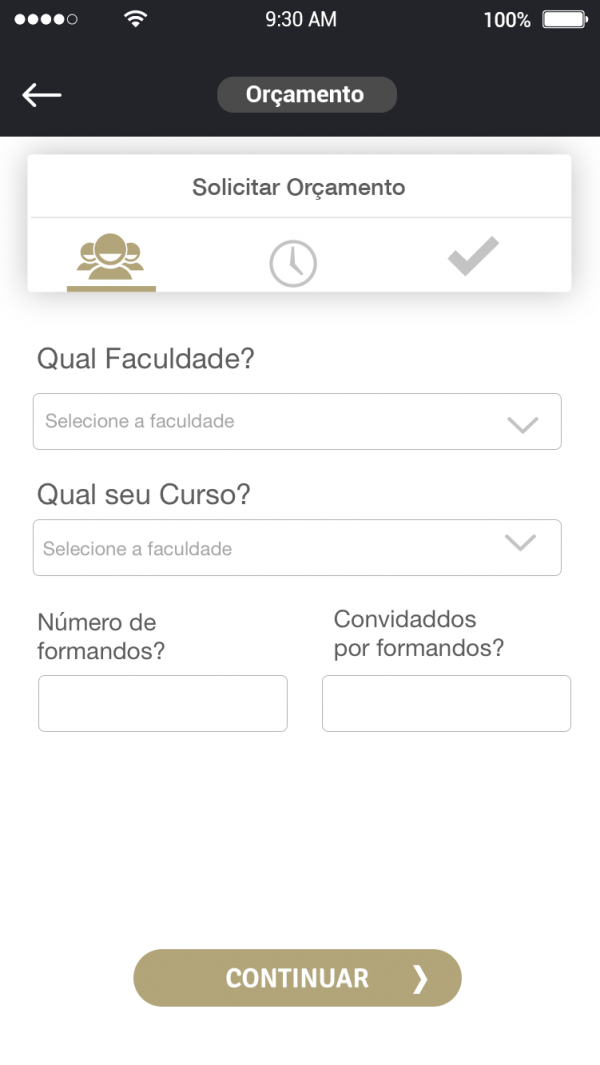 9:30 AM 100%
Orçamento
Solicitar Orçamento
Qual Faculdade?
Selecione a faculdade
Qual seu Curso?
Selecione a faculdade
Número de
formandos?
Convidaddos
por formandos?
CONTINUAR